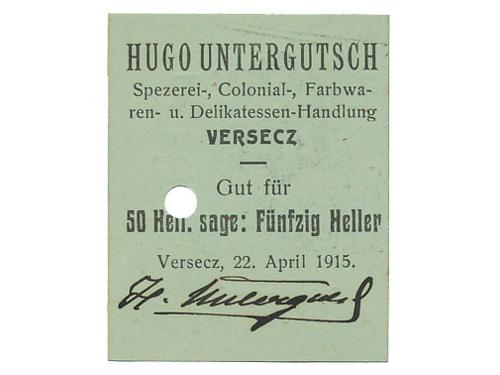 HUGO UNTERGUTSCH
Spezerei-, Colonial-, Farbwa-
ren- u. Delikatessen-Handlung
VERSECZ
Gut für
50 Hell. sage: Fünfzig Heller
Versecz, 22. April 1915.
H. Untergutsch